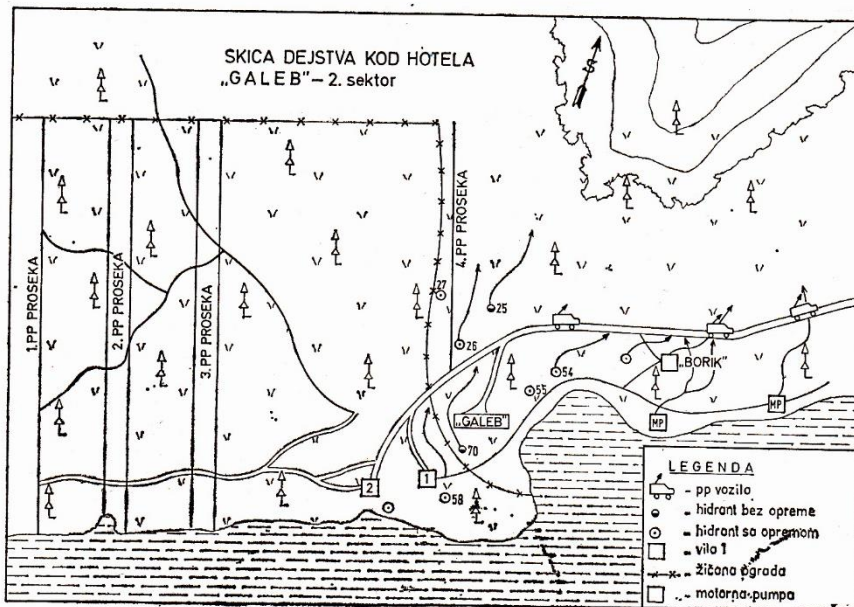 SKICA DEJSTVA KOD HOTELA
„GALEB" – 2. sektor
S
1.PP PROSEKA
2.PP PROSEKA
3.PP PROSEKA
4.PP PROSEKA
27
25
26
54
55
„BORIK"
„GALEB"
MP
MP
70
1
2
58
LEGENDA
- pp vozilo
- hidrant bez opreme
- hidrant sa opremom
- vila 1
- žičana ograda
- motorna pumpa